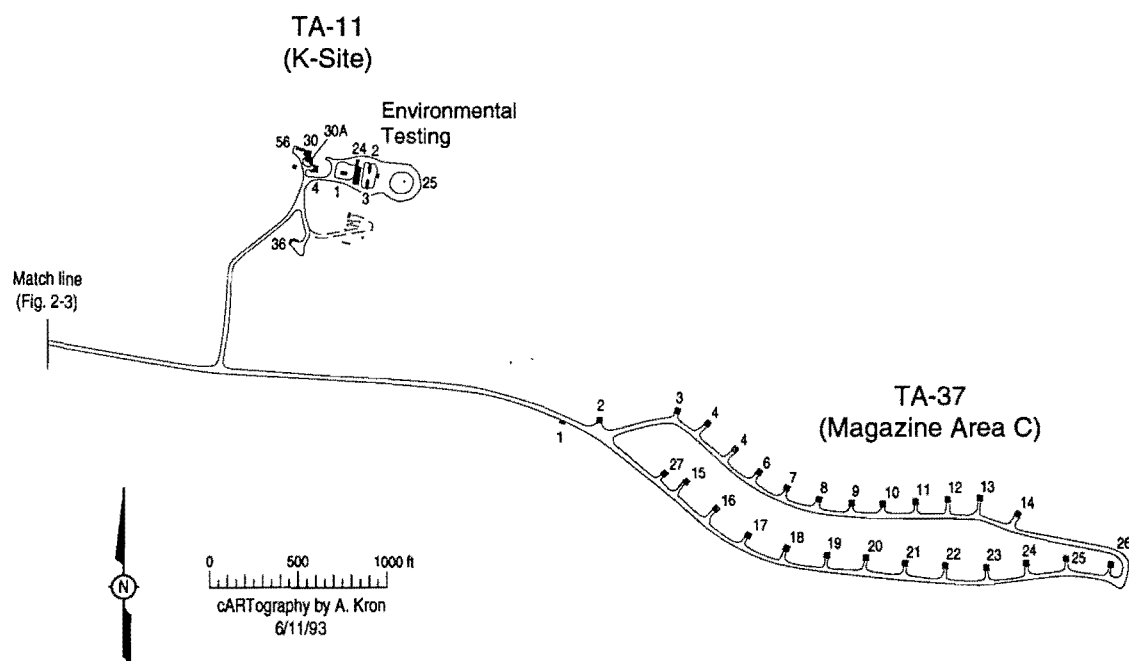 TA-11
(K-Site)
Environmental
Testing
56 30 30A
24 2
4 1 3 25
36
Match line
(Fig. 2-3)
TA-37
(Magazine Area C)
1 2 3 4
4
6
7
8 9 10 11 12 13
14
27 15
16
17
18 19 20 21 22 23 24 25 26
0 500 1000 ft
N
cARTography by A. Kron
6/11/93